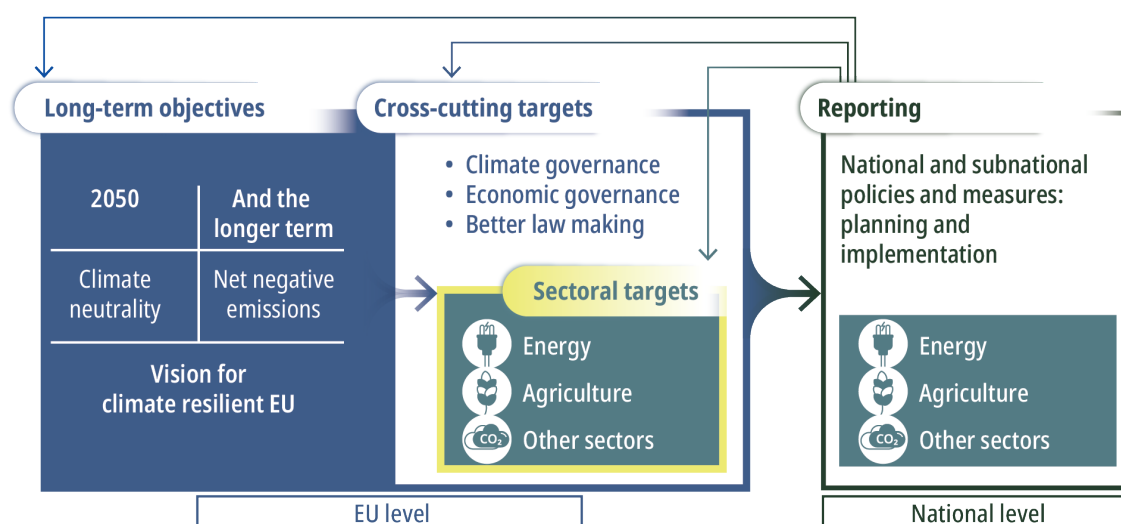 Long-term objectives
2050
And the
longer term
Climate
neutrality
Net negative
emissions
Vision for
climate resilient EU
Cross-cutting targets
• Climate governance
• Economic governance
• Better law making
Sectoral targets
Energy
Agriculture
CO₂ Other sectors
EU level
Reporting
National and subnational
policies and measures:
planning and
implementation
Energy
Agriculture
CO₂ Other sectors
National level